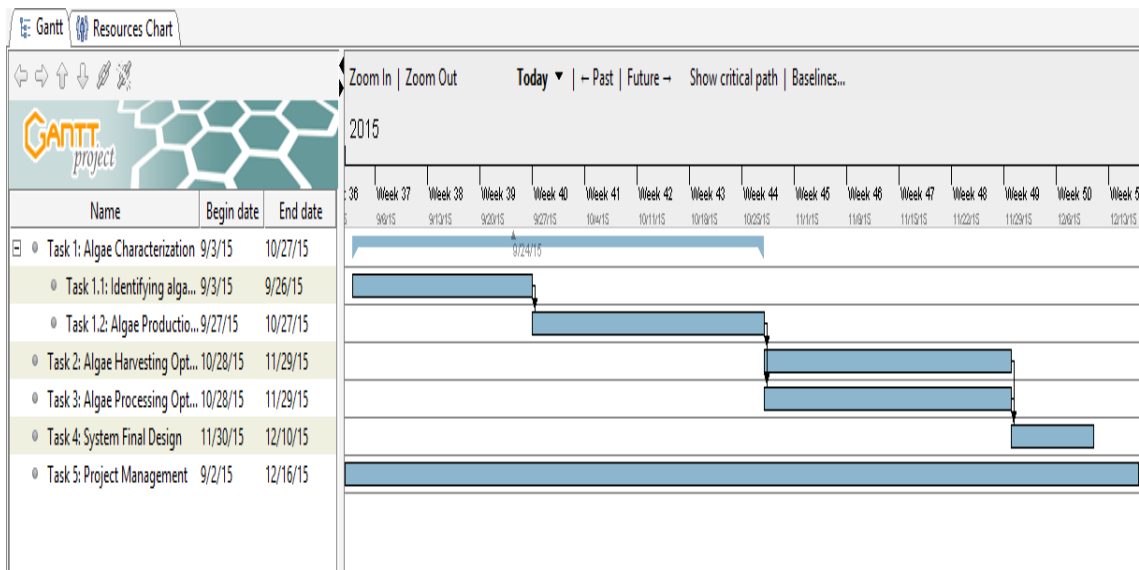 Gantt Resources Chart
Zoom In | Zoom Out Today ▼ | ←Past | Future→ Show critical path | Baselines...
GANTT
project
2015
: 36 Week 37 Week 38 Week 39 Week 40 Week 41 Week 42 Week 43 Week 44 Week 45 Week 46 Week 47 Week 48 Week 49 Week 50 Week 5
9/6/15 9/13/15 9/20/15 9/27/15 10/4/15 10/11/15 10/18/15 10/25/15 11/1/15 11/8/15 11/15/15 11/22/15 11/29/15 12/6/15 12/13/15
Name Begin date End date
Task 1: Algae Characterization 9/3/15 10/27/15
9/24/15
Task 1.1: Identifying alga... 9/3/15 9/26/15
Task 1.2: Algae Productio... 9/27/15 10/27/15
Task 2: Algae Harvesting Opt... 10/28/15 11/29/15
Task 3: Algae Processing Opt... 10/28/15 11/29/15
Task 4: System Final Design 11/30/15 12/10/15
Task 5: Project Management 9/2/15 12/16/15